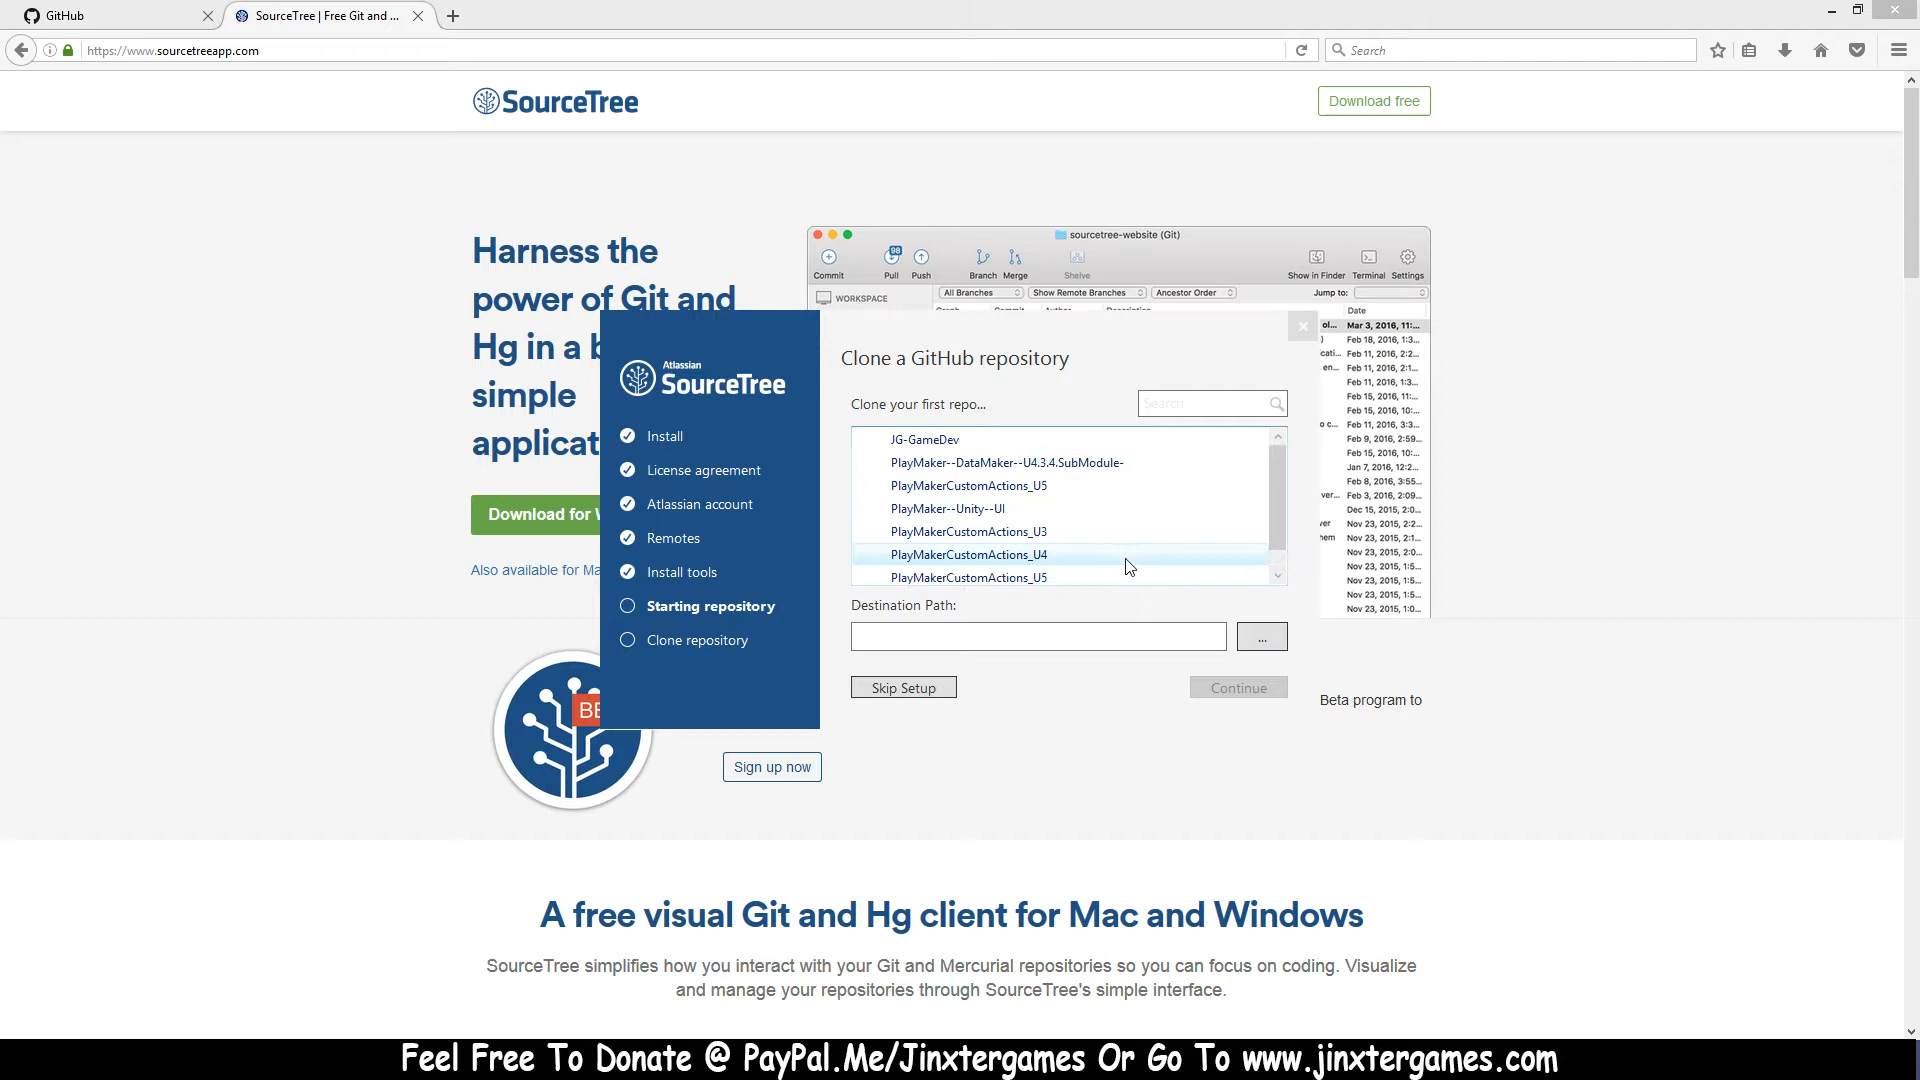 GitHub
SourceTree | Free Git and ...
https://www.sourcetreeapp.com
Search
SourceTree
Download free
Harness the
power of Git and
Hg in a b
simple
applicat
Download for W
Also available for Ma
sourcetree-website (Git)
Commit
98
Pull
Push
Branch
Merge
Shelve
Show in Finder
Terminal
Settings
WORKSPACE
All Branches
Show Remote Branches
Ancestor Order
Jump to:
Date
ol... Mar 3, 2016, 11:...
) Feb 18, 2016, 1:3...
cati... Feb 11, 2016, 2:2...
en... Feb 11, 2016, 2:1...
Feb 11, 2016, 1:3...
Feb 15, 2016, 11:...
Feb 15, 2016, 10:...
o c... Feb 11, 2016, 3:3...
Feb 9, 2016, 2:59...
Feb 15, 2016, 10:...
Jan 7, 2016, 12:2...
Feb 8, 2016, 3:55...
ver... Feb 3, 2016, 2:09...
Dec 15, 2015, 2:0...
ver Nov 23, 2015, 2:2...
hem Nov 23, 2015, 2:0...
Nov 23, 2015, 2:0...
Nov 23, 2015, 1:5...
Nov 23, 2015, 1:5...
Nov 23, 2015, 1:5...
Nov 23, 2015, 1:0...
Atlassian
SourceTree
Install
License agreement
Atlassian account
Remotes
Install tools
Starting repository
Clone repository
Clone a GitHub repository
Clone your first repo...
Search
JG-GameDev
PlayMaker--DataMaker--U4.3.4.SubModule-
PlayMakerCustomActions_U5
PlayMaker--Unity--UI
PlayMakerCustomActions_U3
PlayMakerCustomActions_U4
PlayMakerCustomActions_U5
Destination Path:
...
Skip Setup
Continue
BE
Beta program to
Sign up now
A free visual Git and Hg client for Mac and Windows
SourceTree simplifies how you interact with your Git and Mercurial repositories so you can focus on coding. Visualize
and manage your repositories through SourceTree's simple interface.
Feel Free To Donate @ PayPal.Me/Jinxtergames Or Go To www.jinxtergames.com